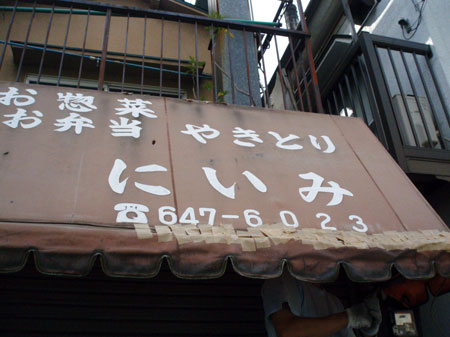 お惣菜
お弁当 やきとり
にいみ
☎647-6023